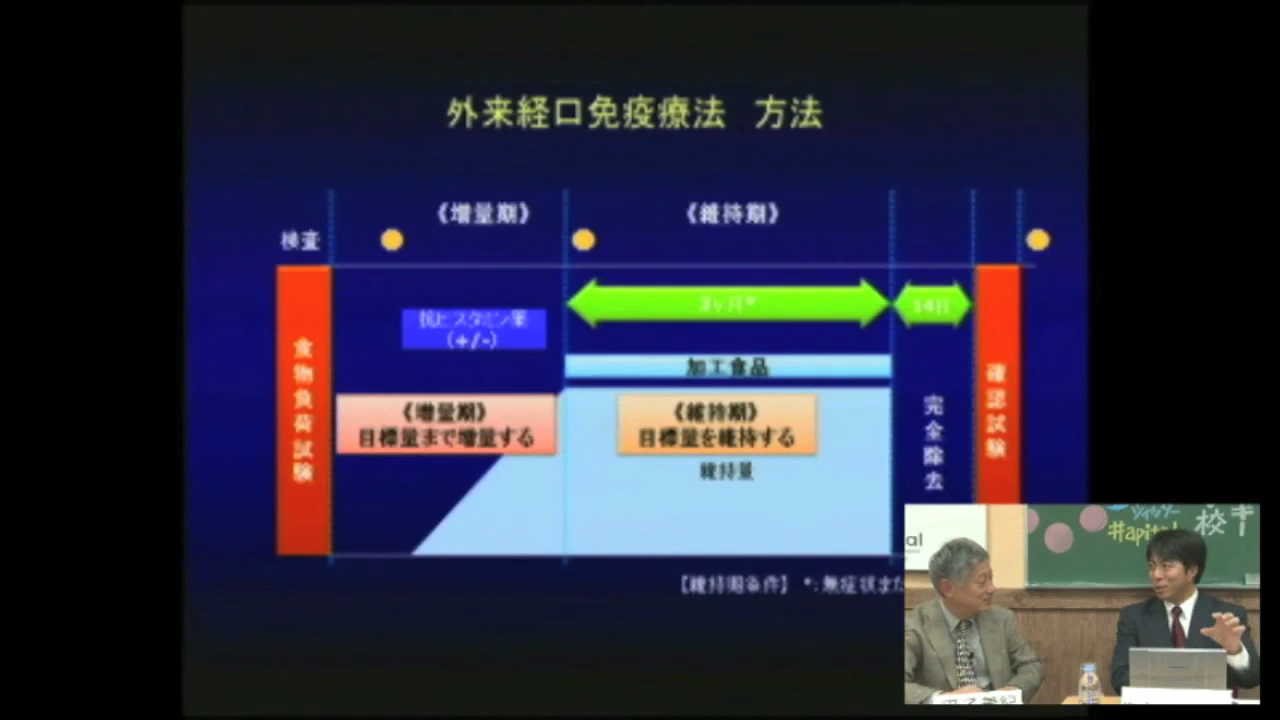 外来経口免疫療法 方法
《増量期》
《維持期》
検査
3ヶ月*
14日
抗ヒスタミン薬
(+/-)
加工食品
食物負荷試験
《増量期》
目標量まで増量する
《維持期》
目標量を維持する
維持量
完全除去
確認試験
【維持期条件】 *:無症状また
#apital
校
al